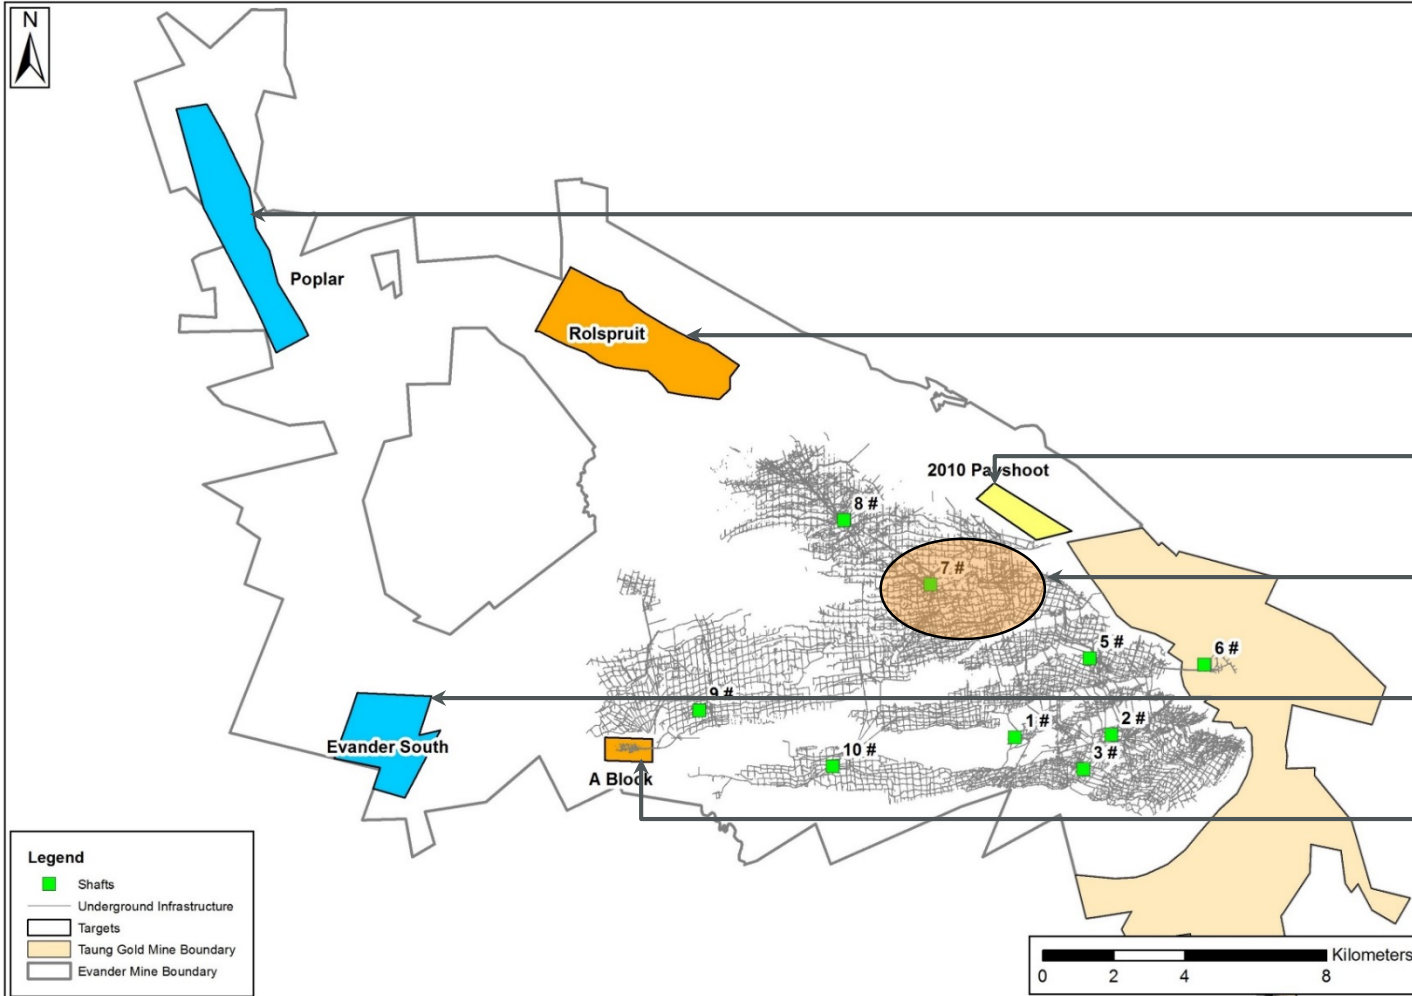 N
Poplar
Rolspruit
2010 Payshoot
8 #
7 #
5 #
6 #
9 #
1 #
2 #
Evander South
10 #
3 #
A Block
Legend
Shafts
Underground Infrastructure
Targets
Taung Gold Mine Boundary
Evander Mine Boundary
Kilometers
0 2 4 8